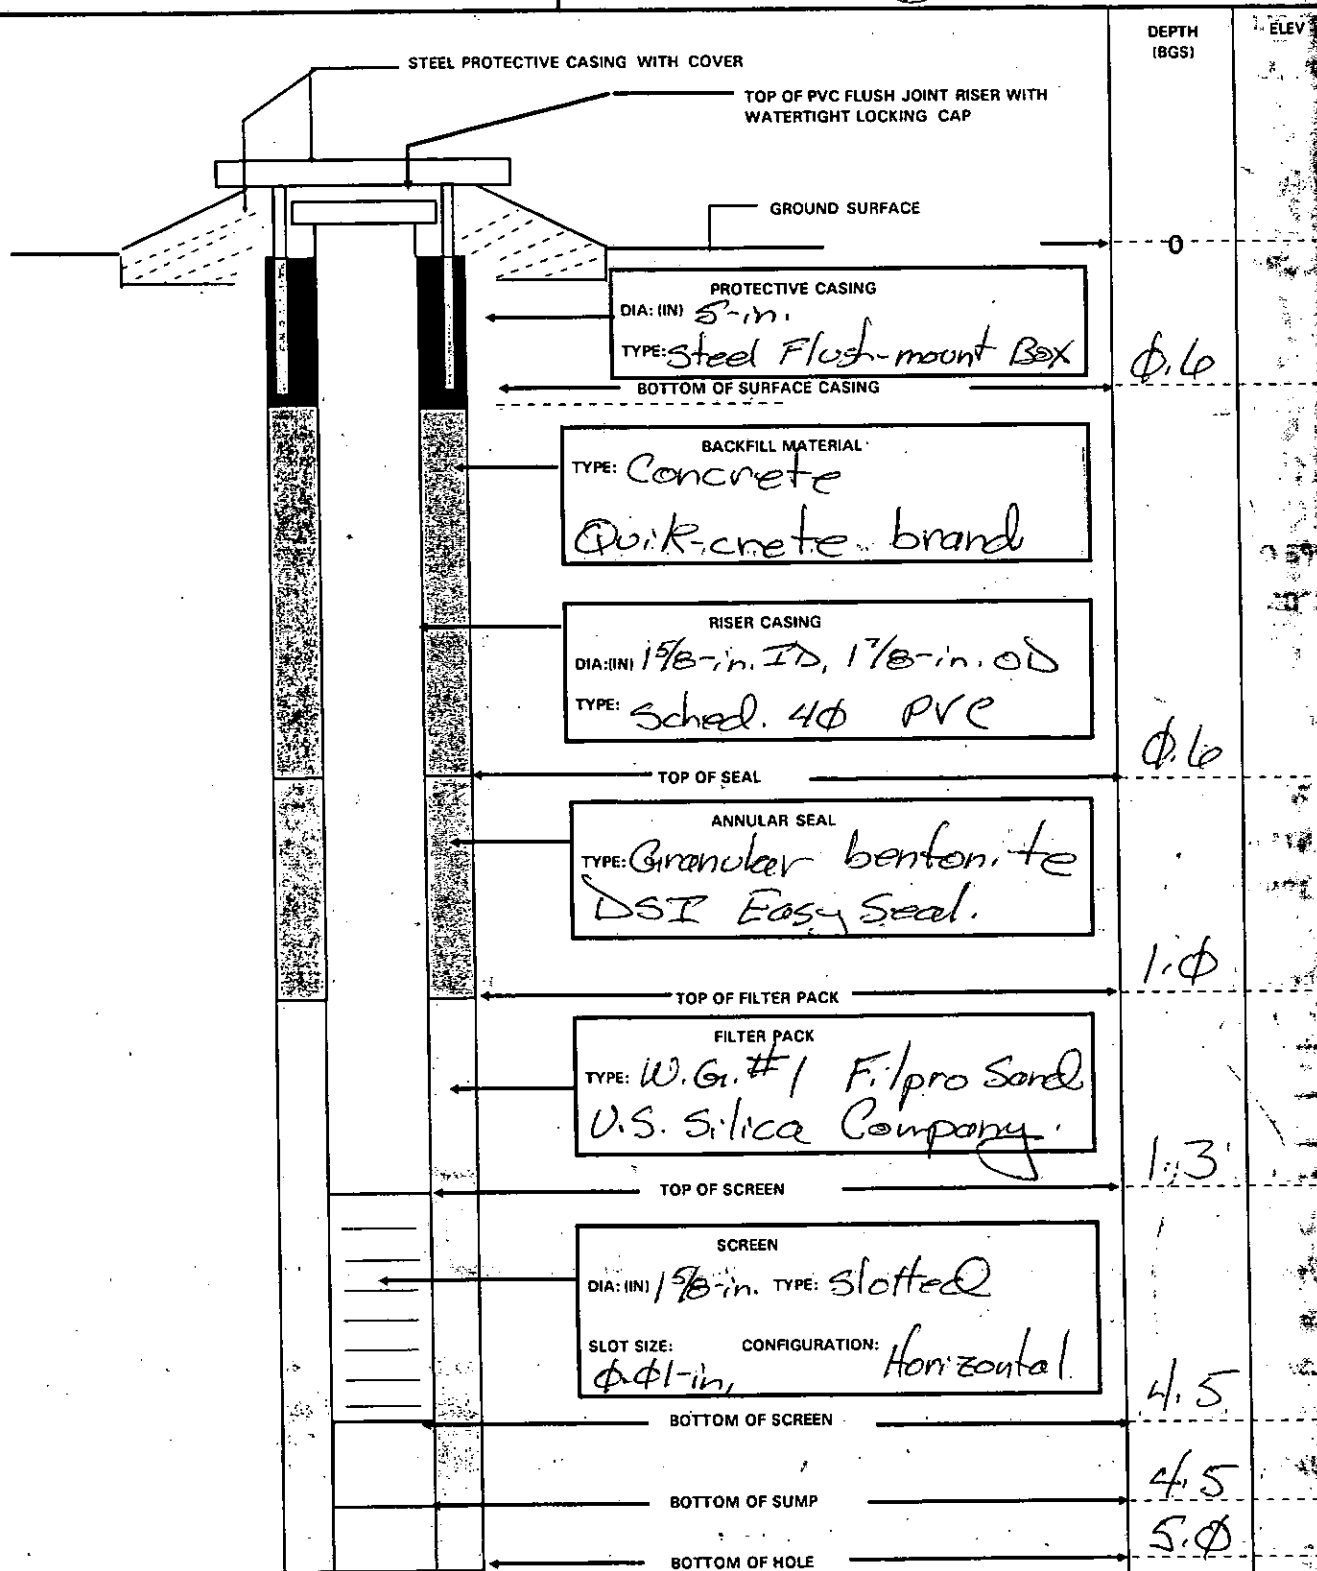 DEPTH
(BGS)
ELEV
STEEL PROTECTIVE CASING WITH COVER
TOP OF PVC FLUSH JOINT RISER WITH
WATERTIGHT LOCKING CAP
GROUND SURFACE
0
PROTECTIVE CASING
DIA: (IN) 5-in.
TYPE: Steel Flush-mount Box
0.6
BOTTOM OF SURFACE CASING
BACKFILL MATERIAL
TYPE: Concrete
Quik-crete brand
RISER CASING
DIA:(IN) 1 5/8-in. ID, 1 7/8-in. OD
TYPE: Sched. 40 PVC
0.6
TOP OF SEAL
ANNULAR SEAL
TYPE: Granular bentonite
DSI Easy Seal.
1.0
TOP OF FILTER PACK
FILTER PACK
TYPE: W.G. #1 Filpro Sand
U.S. Silica Company.
1.3
TOP OF SCREEN
SCREEN
DIA: (IN) 1 5/8-in. TYPE: Slotted
SLOT SIZE: CONFIGURATION: Horizontal
0.01-in,
4.5
BOTTOM OF SCREEN
4.5
BOTTOM OF SUMP
5.0
BOTTOM OF HOLE